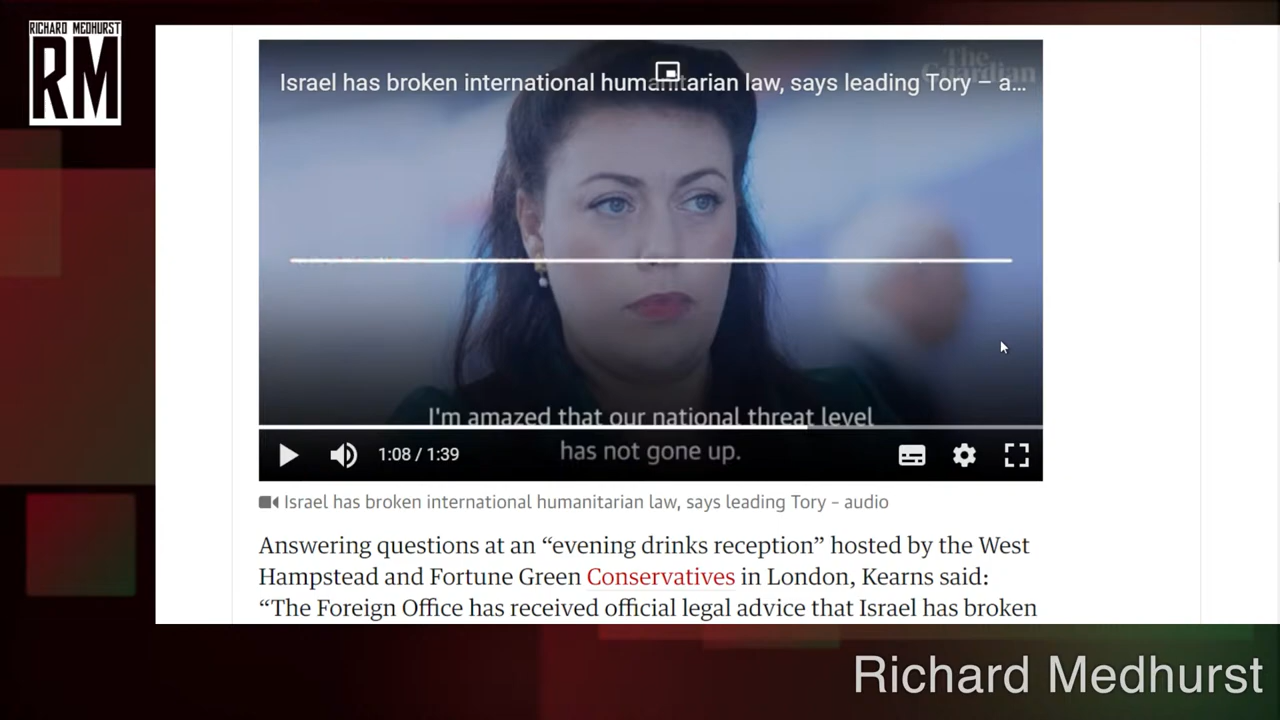 RICHARD MEDHURST
RM
The Guardian
Israel has broken international humanitarian law, says leading Tory – a...
I'm amazed that our national threat level
has not gone up.
1:08 / 1:39
Israel has broken international humanitarian law, says leading Tory – audio
Answering questions at an “evening drinks reception” hosted by the West
Hampstead and Fortune Green Conservatives in London, Kearns said:
“The Foreign Office has received official legal advice that Israel has broken
Richard Medhurst